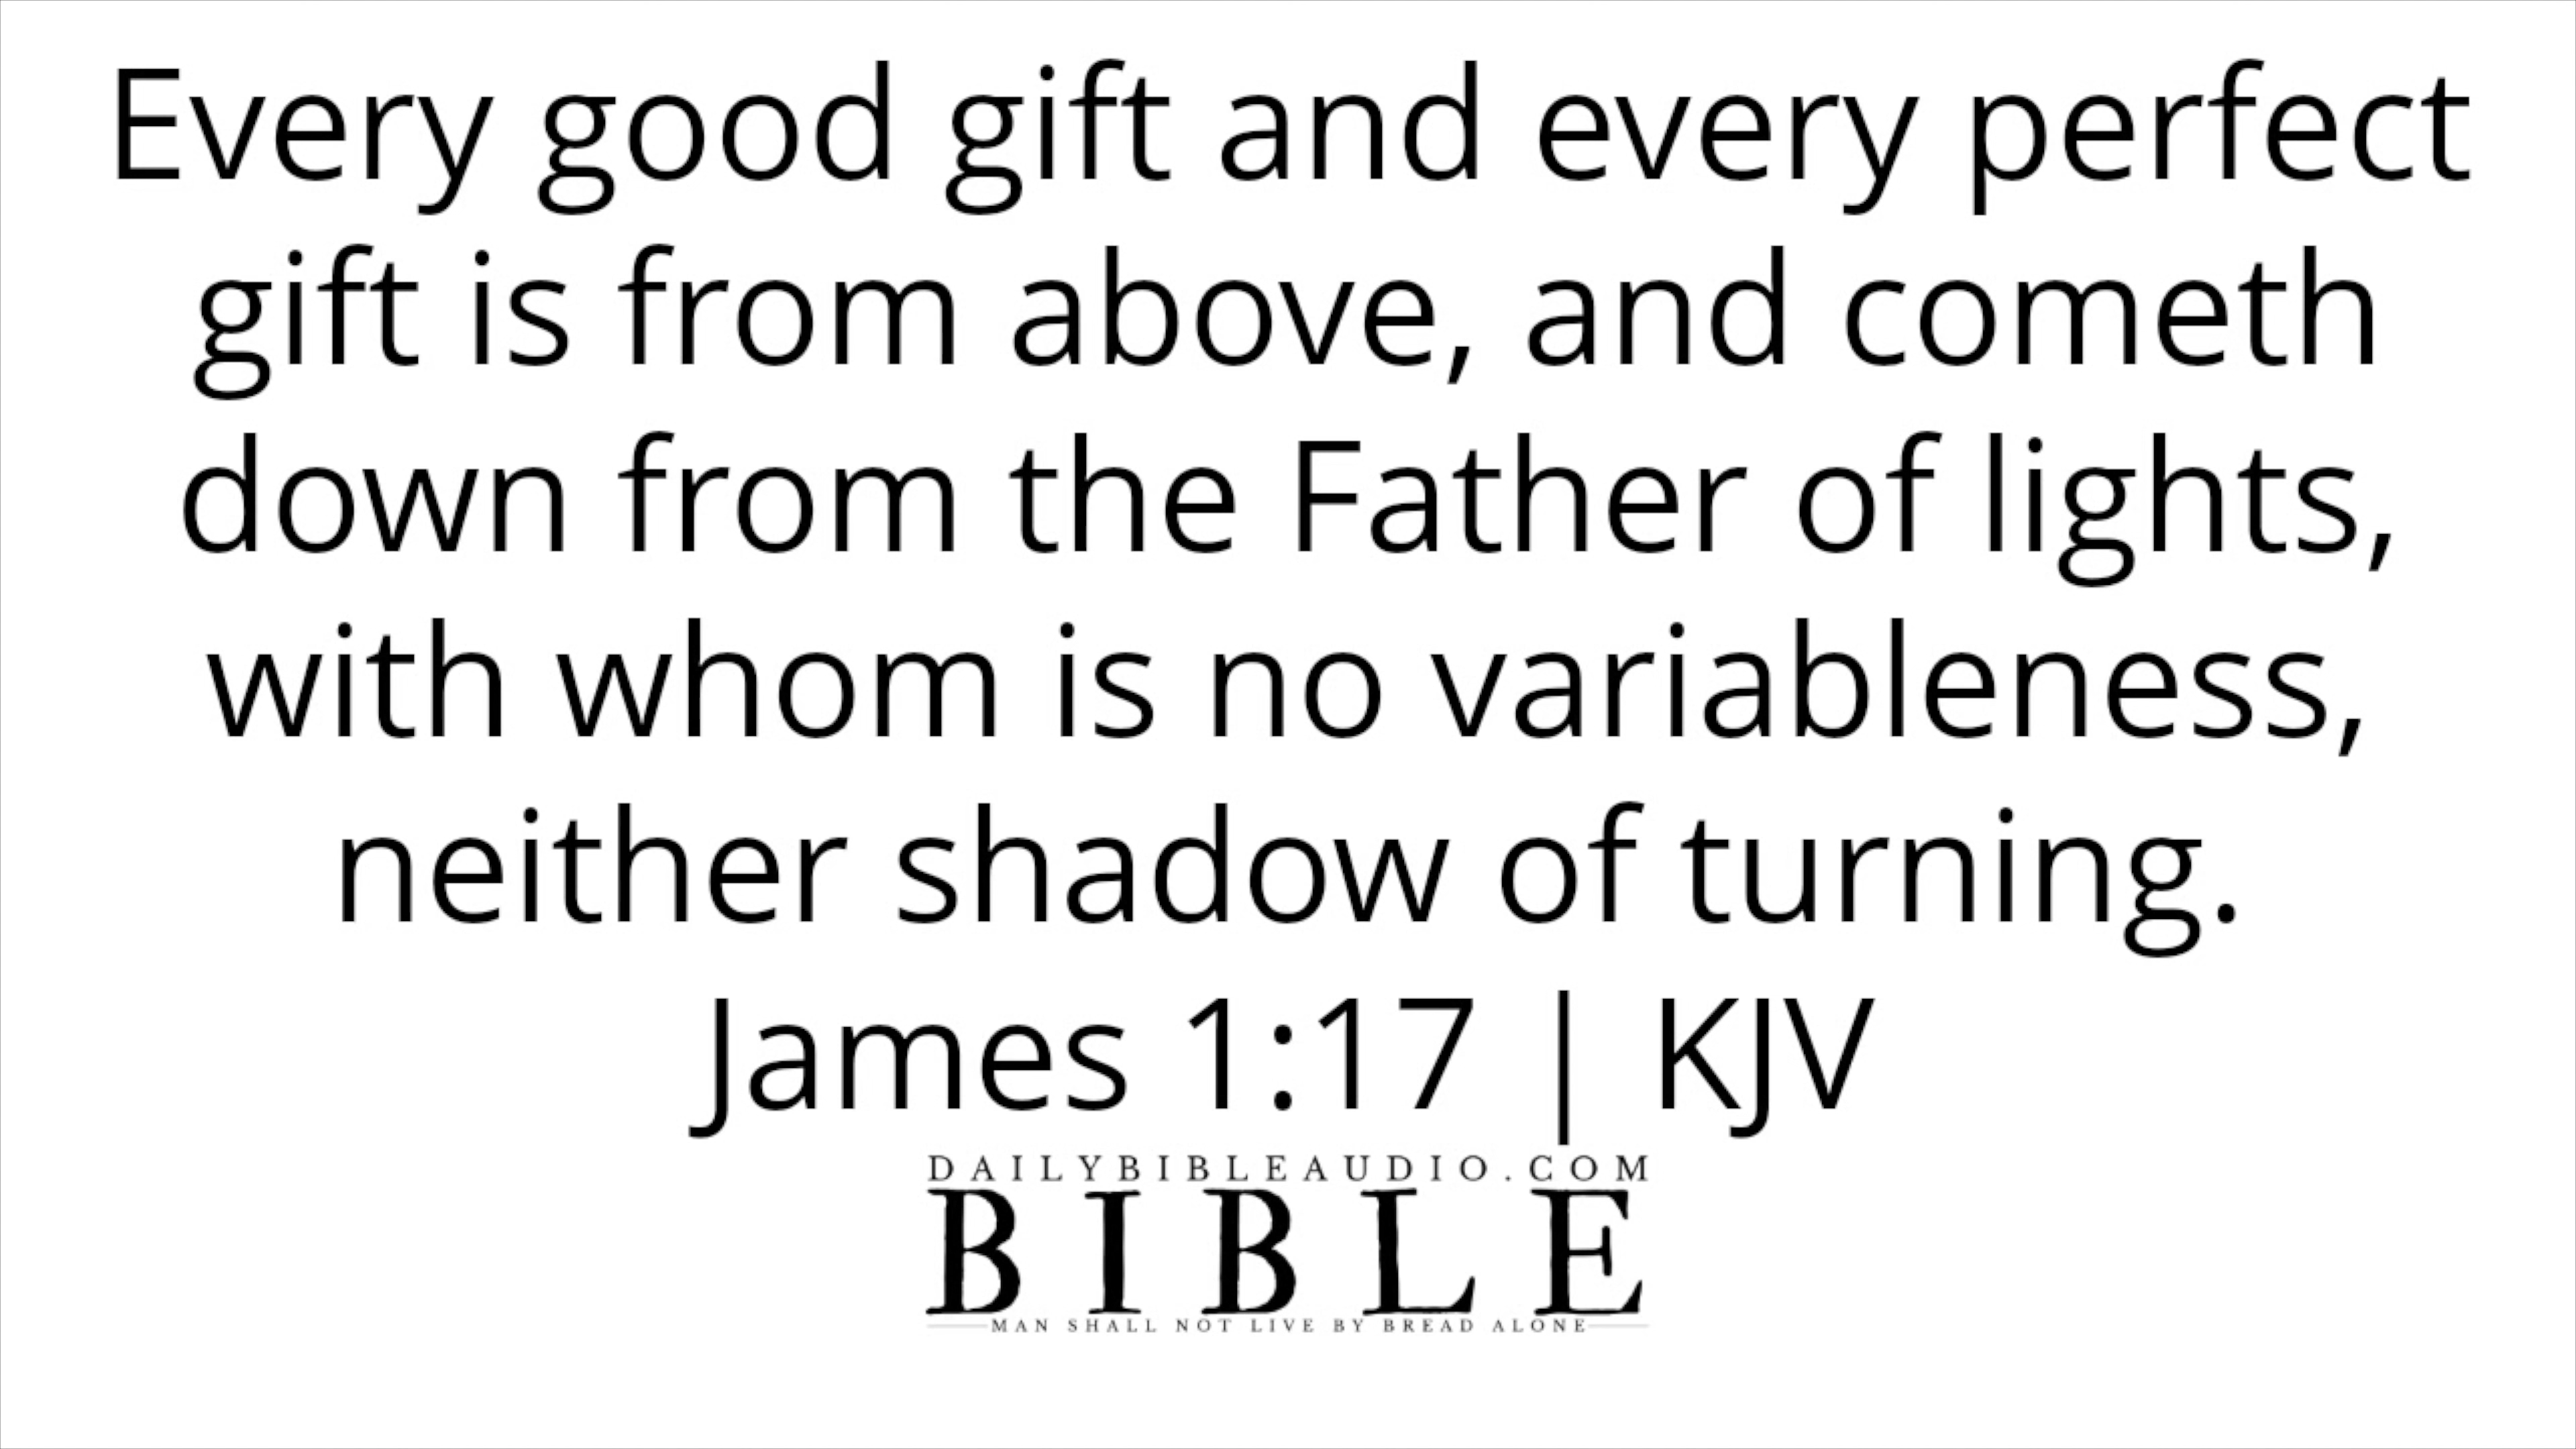 Every good gift and every perfect
gift is from above, and cometh
down from the Father of lights,
with whom is no variableness,
neither shadow of turning.
James 1:17 | KJV
DAILYBIBLEAUDIO.COM
BIBLE
MAN SHALL NOT LIVE BY BREAD ALONE